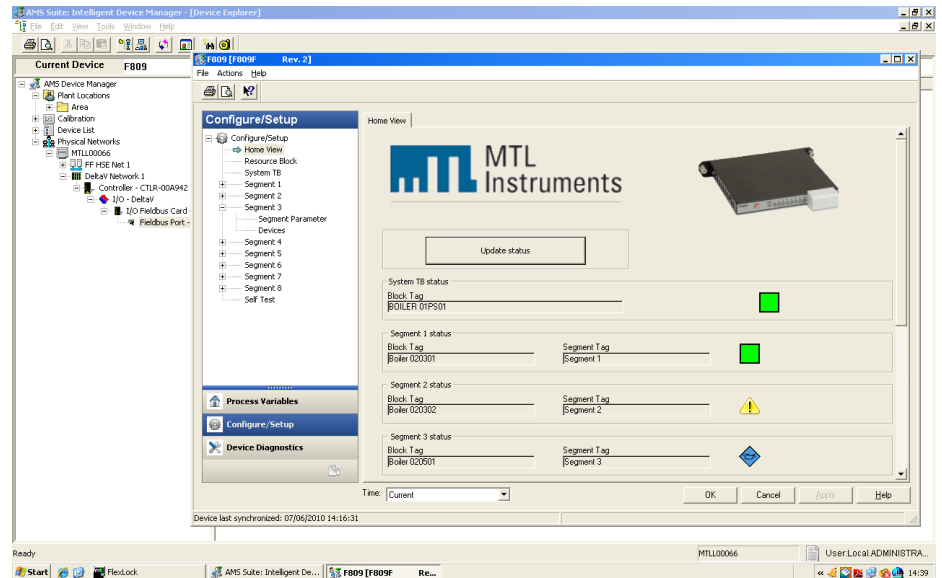 AMS Suite: Intelligent Device Manager - [Device Explorer]
File Edit View Tools Window Help
Current Device F809
AMS Device Manager
Plant Locations
Area
Calibration
Device List
Physical Networks
MTLL00066
FF HSE Net 1
DeltaV Network 1
Controller - CTLR-00A942
I/O - DeltaV
I/O Fieldbus Card -
Fieldbus Port -
F809 [F809F Rev. 2]
File Actions Help
Configure/Setup
Configure/Setup
Home View
Resource Block
System TB
Segment 1
Segment 2
Segment 3
Segment Parameter
Devices
Segment 4
Segment 5
Segment 6
Segment 7
Segment 8
Self Test
Process Variables
Configure/Setup
Device Diagnostics
Home View
MTL
Instruments
Update status
System TB status
Block Tag
BOILER 01PS01
Segment 1 status
Block Tag Segment Tag
Boiler 020301 Segment 1
Segment 2 status
Block Tag Segment Tag
Boiler 020302 Segment 2
Segment 3 status
Block Tag Segment Tag
Boiler 020501 Segment 3
Time: Current
OK Cancel Apply Help
Device last synchronized: 07/06/2010 14:16:31
Ready MTLL00066 User:Local.ADMINISTRA...
Start FlexLock AMS Suite: Intelligent De... F809 [F809F Re... 14:39